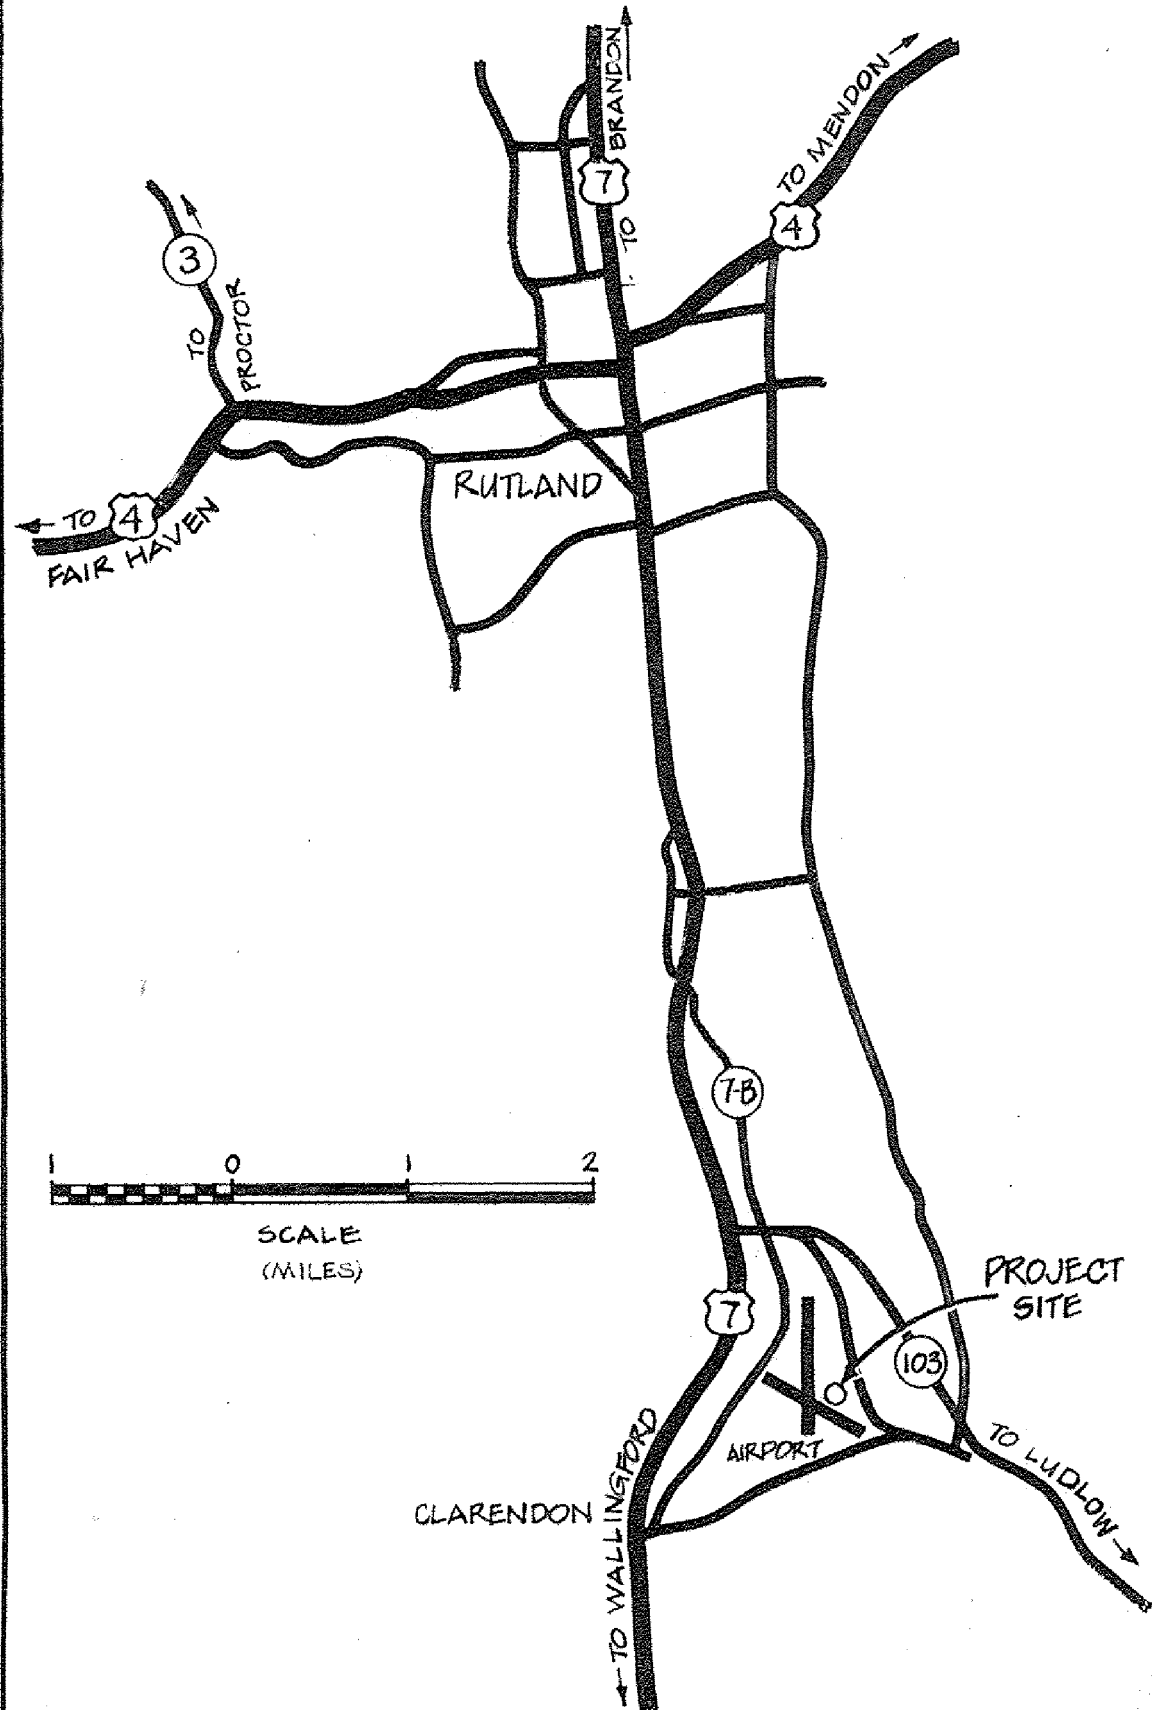 TO BRANDON
7
TO MENDON
4
3
TO
PROCTOR
RUTLAND
TO
4
FAIR HAVEN
7-B
1 0 1 2
SCALE
(MILES)
PROJECT
SITE
7
103
AIRPORT
TO LUDLOW
CLARENDON
TO WALLINGFORD